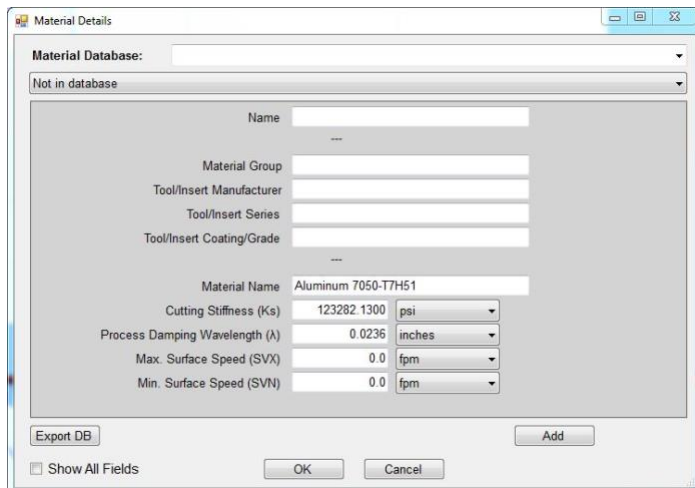 Material Details
Material Database:
Not in database
Name
---
Material Group
Tool/Insert Manufacturer
Tool/Insert Series
Tool/Insert Coating/Grade
---
Material Name Aluminum 7050-T7H51
Cutting Stiffness (Ks) 123282.1300 psi
Process Damping Wavelength (λ) 0.0236 inches
Max. Surface Speed (SVX) 0.0 fpm
Min. Surface Speed (SVN) 0.0 fpm
Export DB Add
Show All Fields OK Cancel